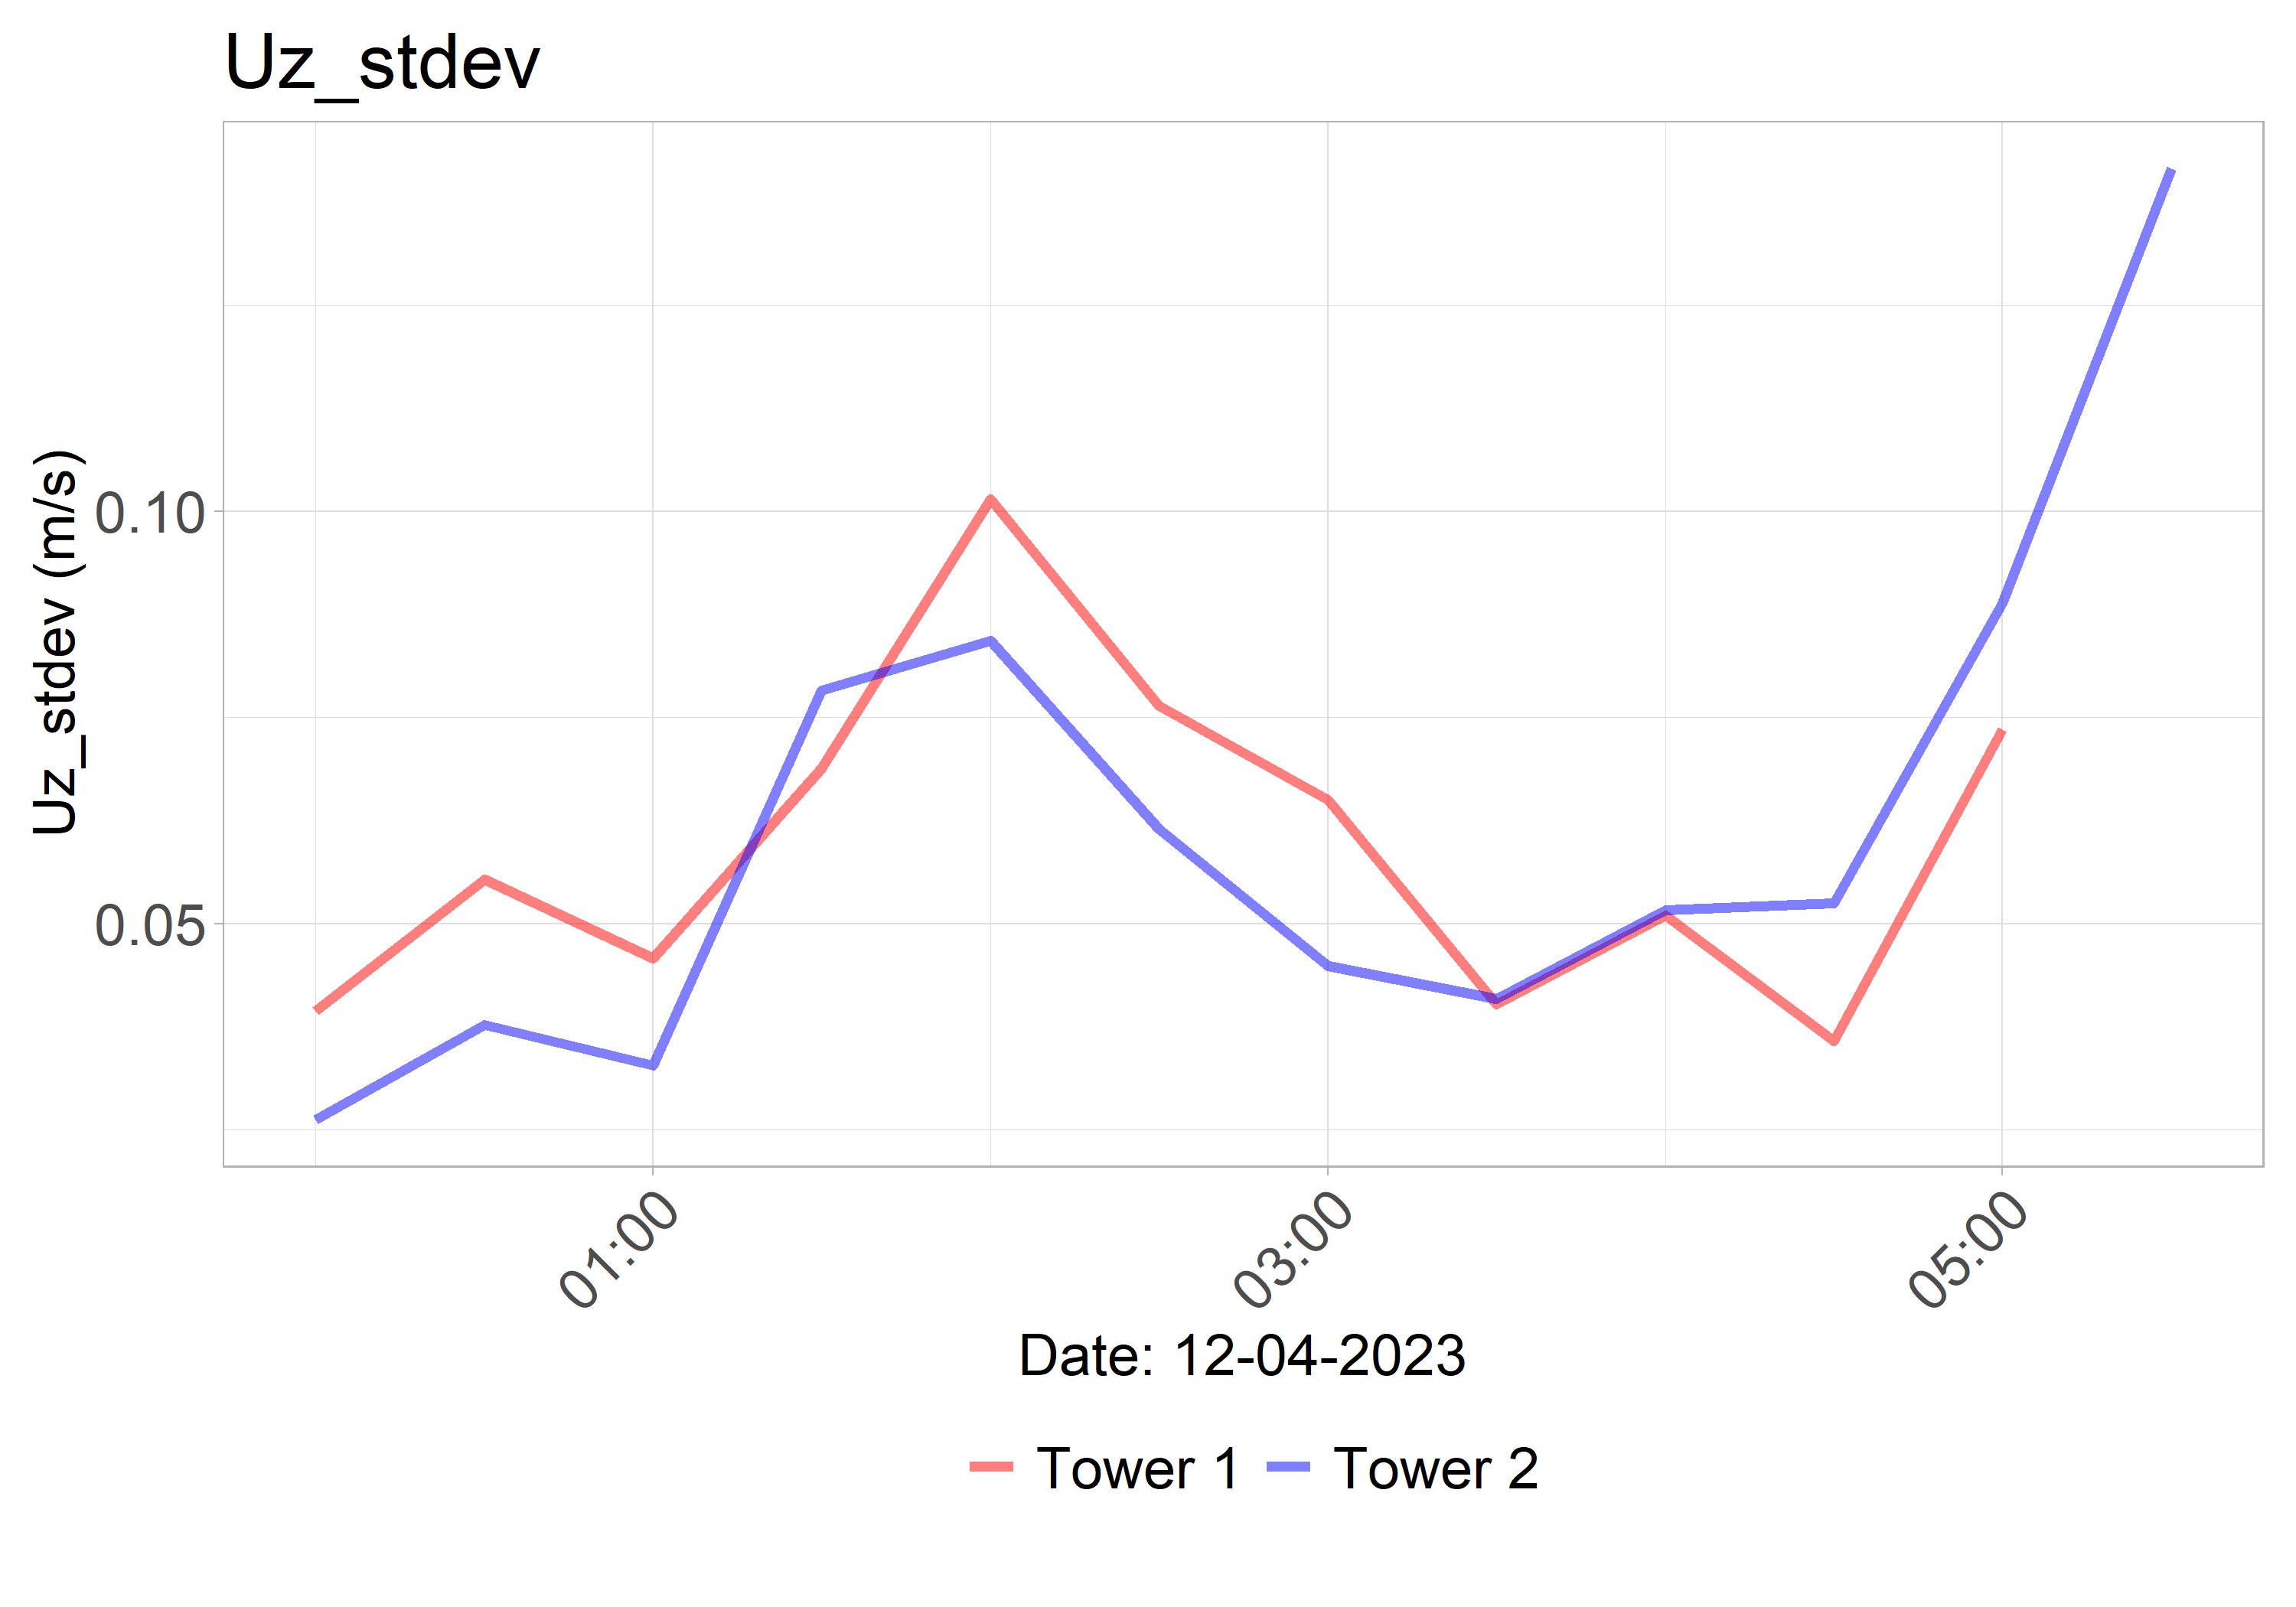 Uz_stdev
Uz_stdev (m/s)
0.10
0.05
01:00
03:00
05:00
Date: 12-04-2023
Tower 1
Tower 2